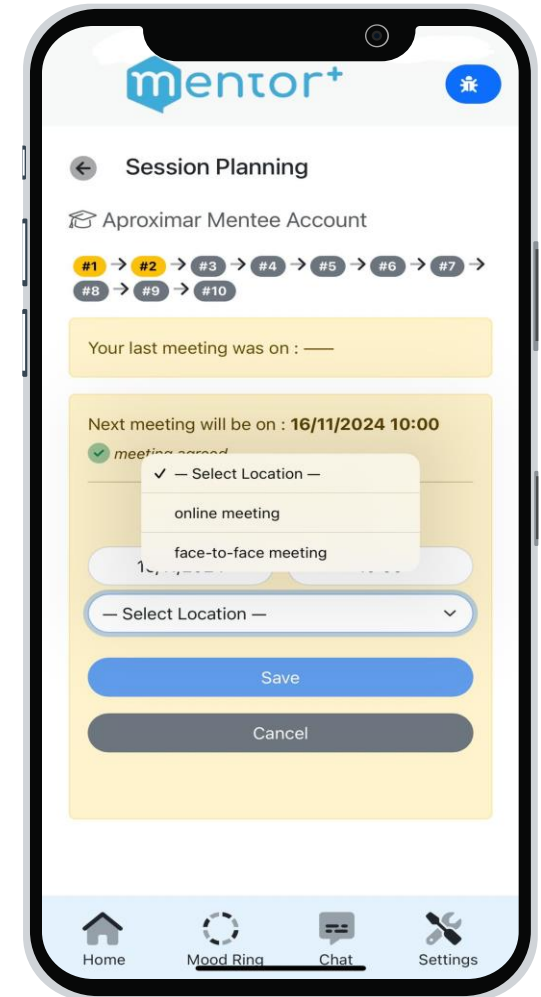 mentor+
Session Planning
Aproximar Mentee Account
#1 → #2 → #3 → #4 → #5 → #6 → #7 →
#8 → #9 → #10
Your last meeting was on : —–
Next meeting will be on : 16/11/2024 10:00
meeting agreed
✓ — Select Location —
online meeting
face-to-face meeting
— Select Location —
Save
Cancel
Home Mood Ring Chat Settings